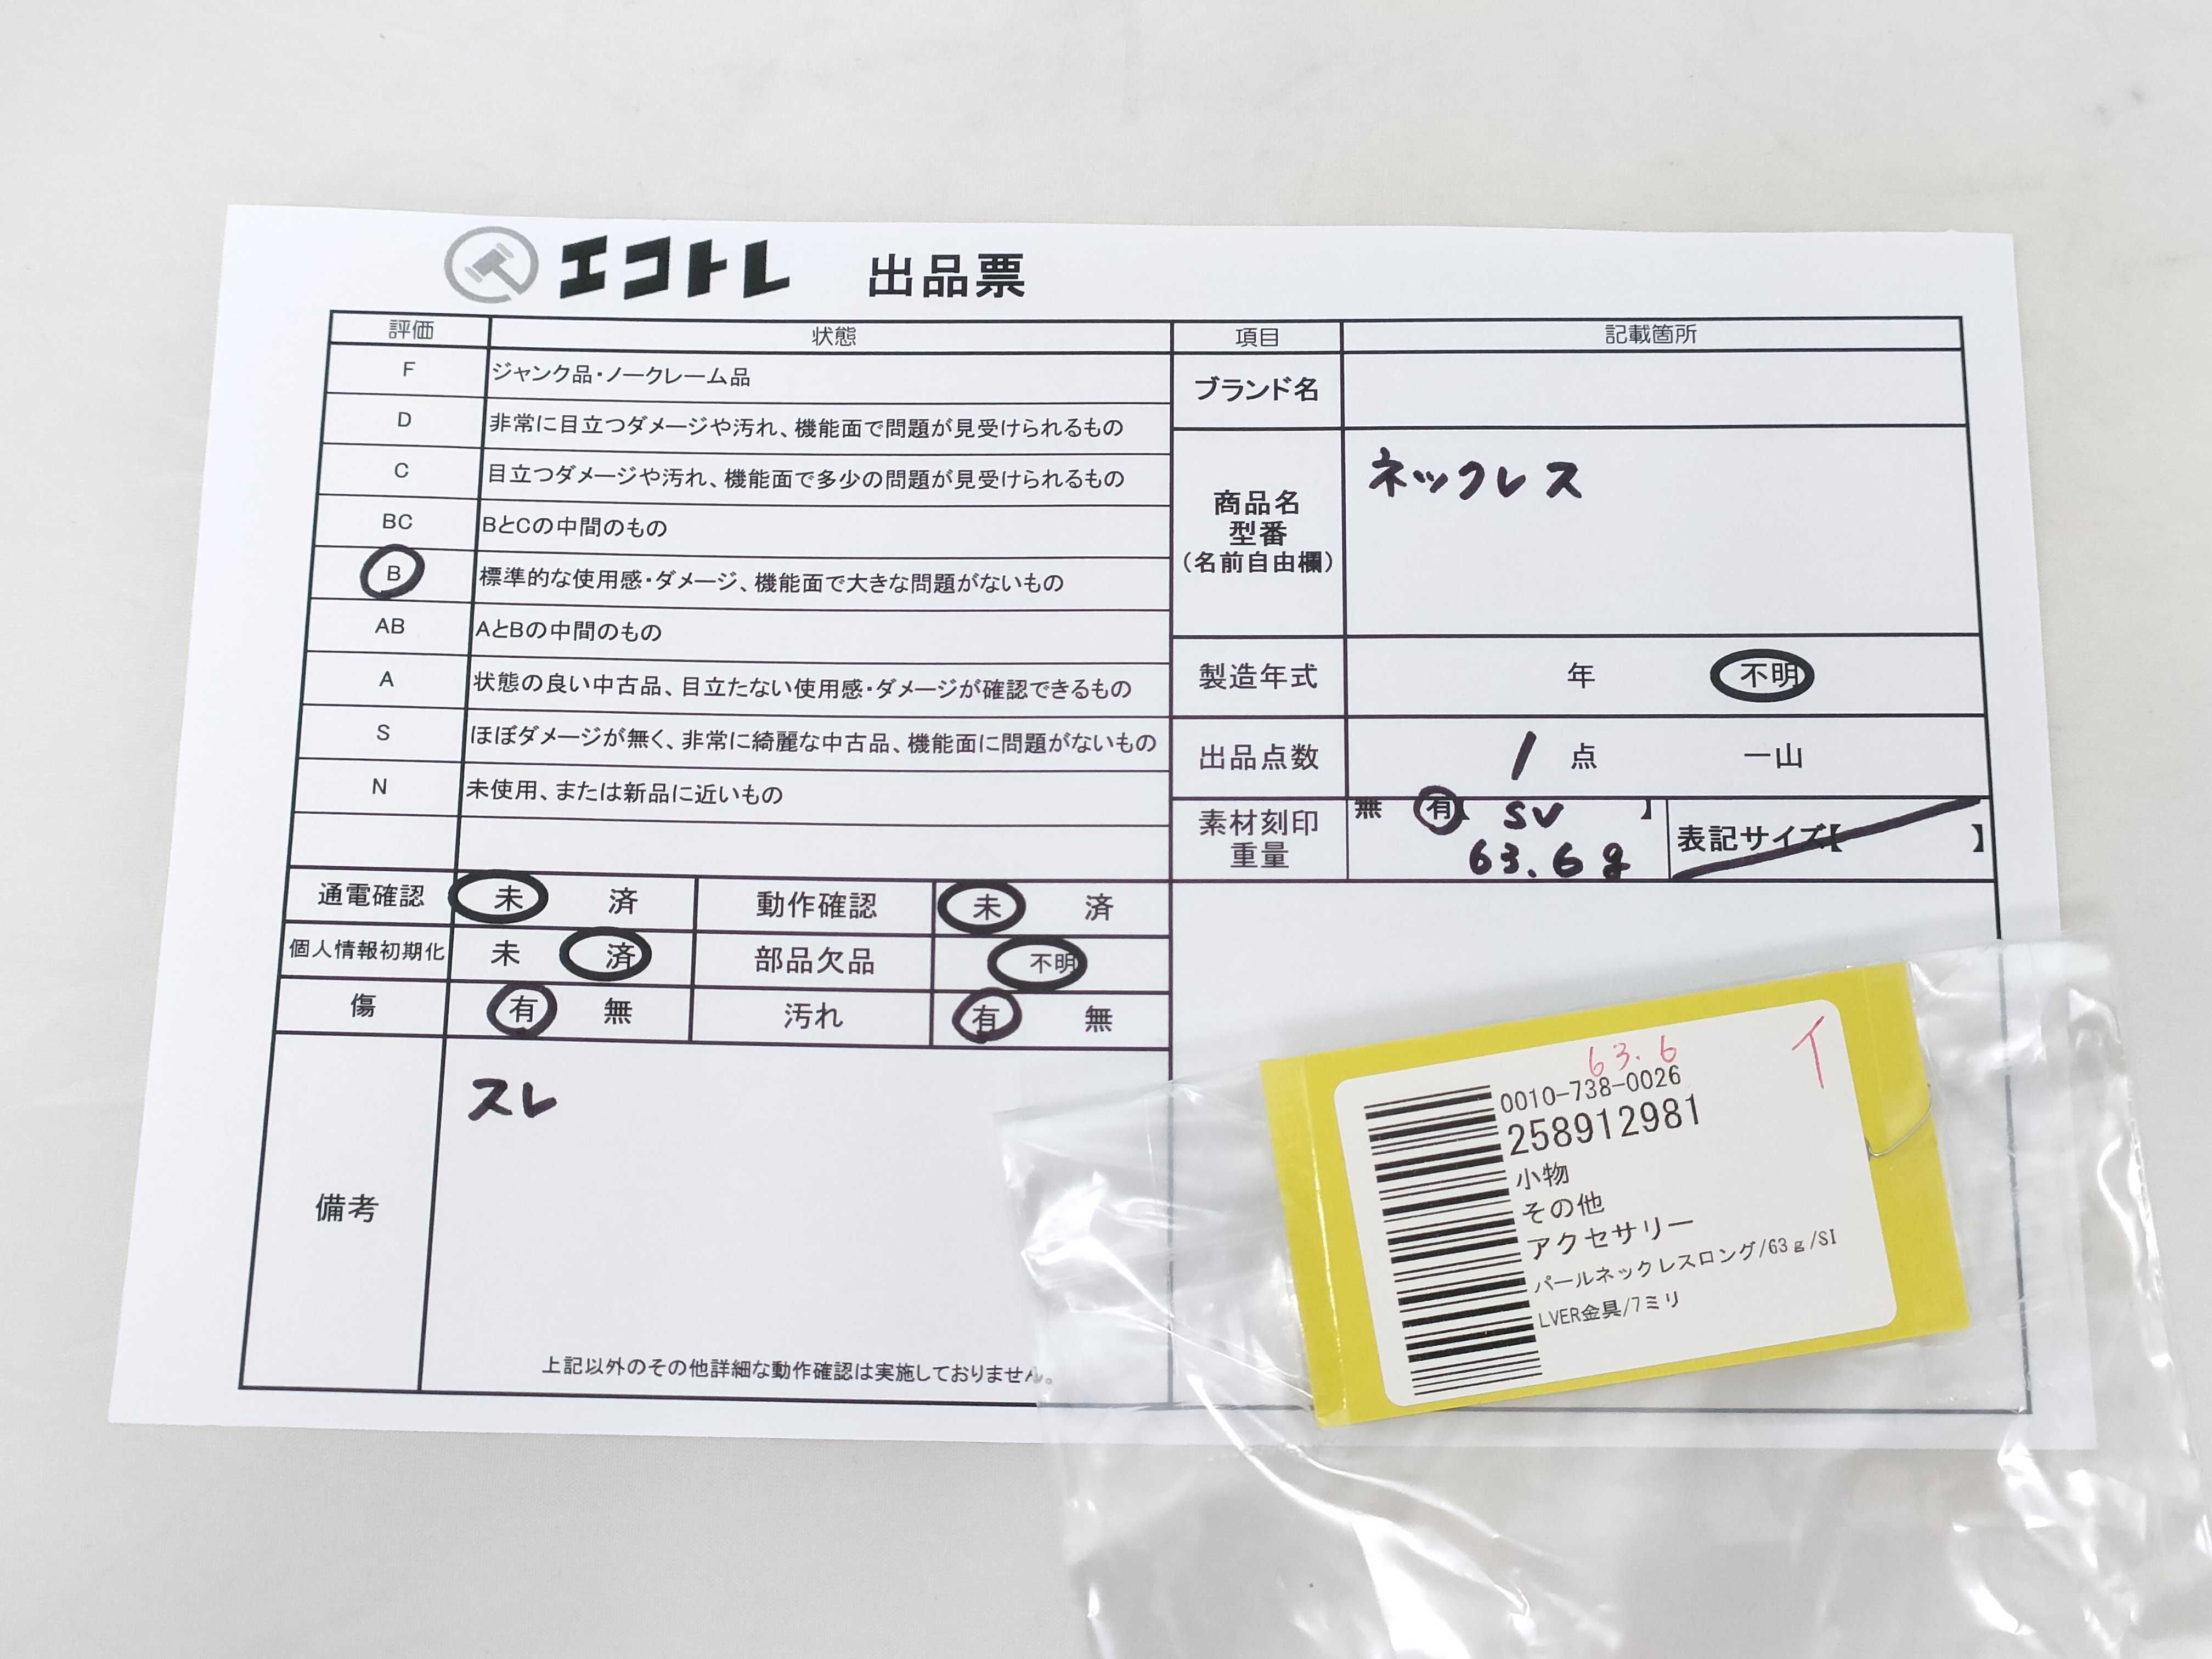 エコトレ 出品票
評価 状態
F ジャンク品・ノークレーム品
D 非常に目立つダメージや汚れ、機能面で問題が見受けられるもの
C 目立つダメージや汚れ、機能面で多少の問題が見受けられるもの
BC BとCの中間のもの
B 標準的な使用感・ダメージ、機能面で大きな問題がないもの
AB AとBの中間のもの
A 状態の良い中古品、目立たない使用感・ダメージが確認できるもの
S ほぼダメージが無く、非常に綺麗な中古品、機能面に問題がないもの
N 未使用、または新品に近いもの
通電確認 未 済 動作確認 未 済
個人情報初期化 未 済 部品欠品 不明
傷 有 無 汚れ 有 無
備考
スレ
上記以外のその他詳細な動作確認は実施しておりません。
項目 記載箇所
ブランド名
商品名
型番
(名前自由欄)
ネックレス
製造年式 年 不明
出品点数 1 点 一山
素材刻印
重量
無 有【 SV 】
63.6g
表記サイズ【 】
63.6
イ
0010-738-0026
258912981
小物
その他
アクセサリー
パールネックレスロング/63g/SI
LVER金具/7ミリ